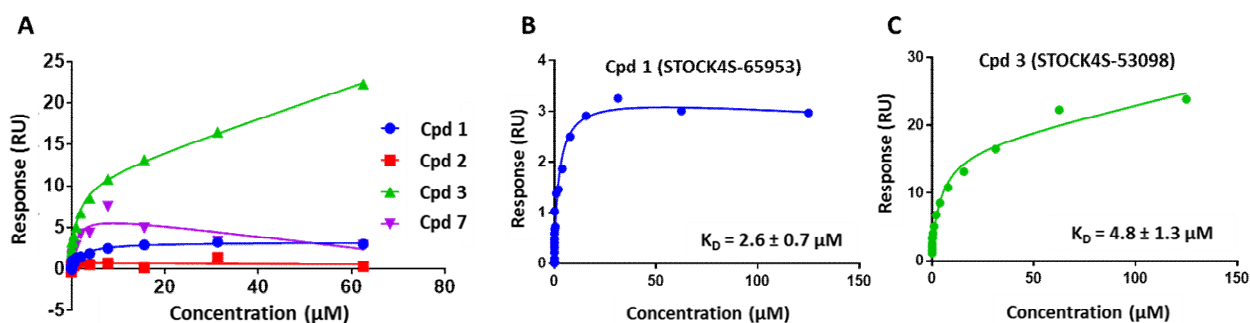 A
B
C
25
20
15
10
5
0
-5
Response (RU)
0
20
40
60
80
Concentration (µM)
Cpd 1
Cpd 2
Cpd 3
Cpd 7
Cpd 1 (STOCK4S-65953)
4
3
2
1
0
Response (RU)
K_D = 2.6 ± 0.7 µM
0
50
100
150
Concentration (µM)
Cpd 3 (STOCK4S-53098)
30
20
10
0
Response (RU)
K_D = 4.8 ± 1.3 µM
0
50
100
150
Concentration (µM)